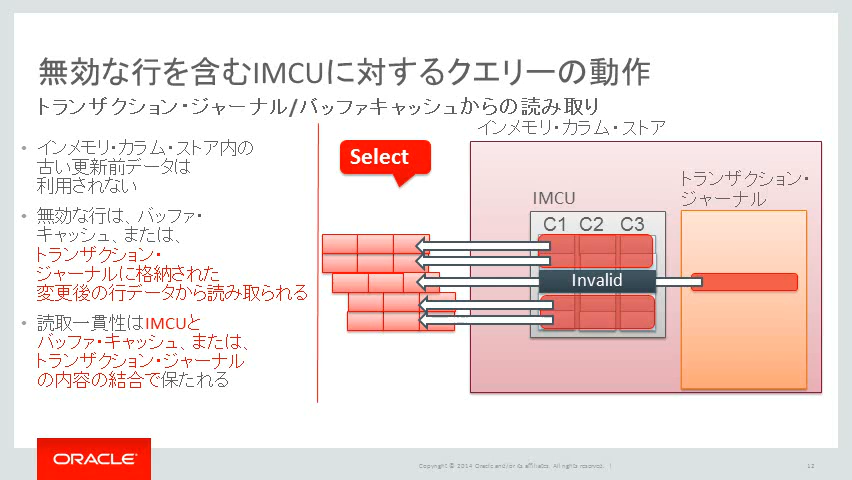 無効な行を含むIMCUに対するクエリーの動作
トランザクション・ジャーナル/バッファキャッシュからの読み取り
• インメモリ・カラム・ストア内の
古い更新前データは
利用されない
• 無効な行は、バッファ・
キャッシュ、または、
トランザクション・
ジャーナルに格納された
変更後の行データから読み取られる
• 読取一貫性はIMCUと
バッファ・キャッシュ、または、
トランザクション・ジャーナル
の内容の結合で保たれる
Select
インメモリ・カラム・ストア
IMCU
C1 C2 C3
Invalid
トランザクション・
ジャーナル
ORACLE
Copyright © 2014 Oracle and/or its affiliates. All rights reserved. |
12